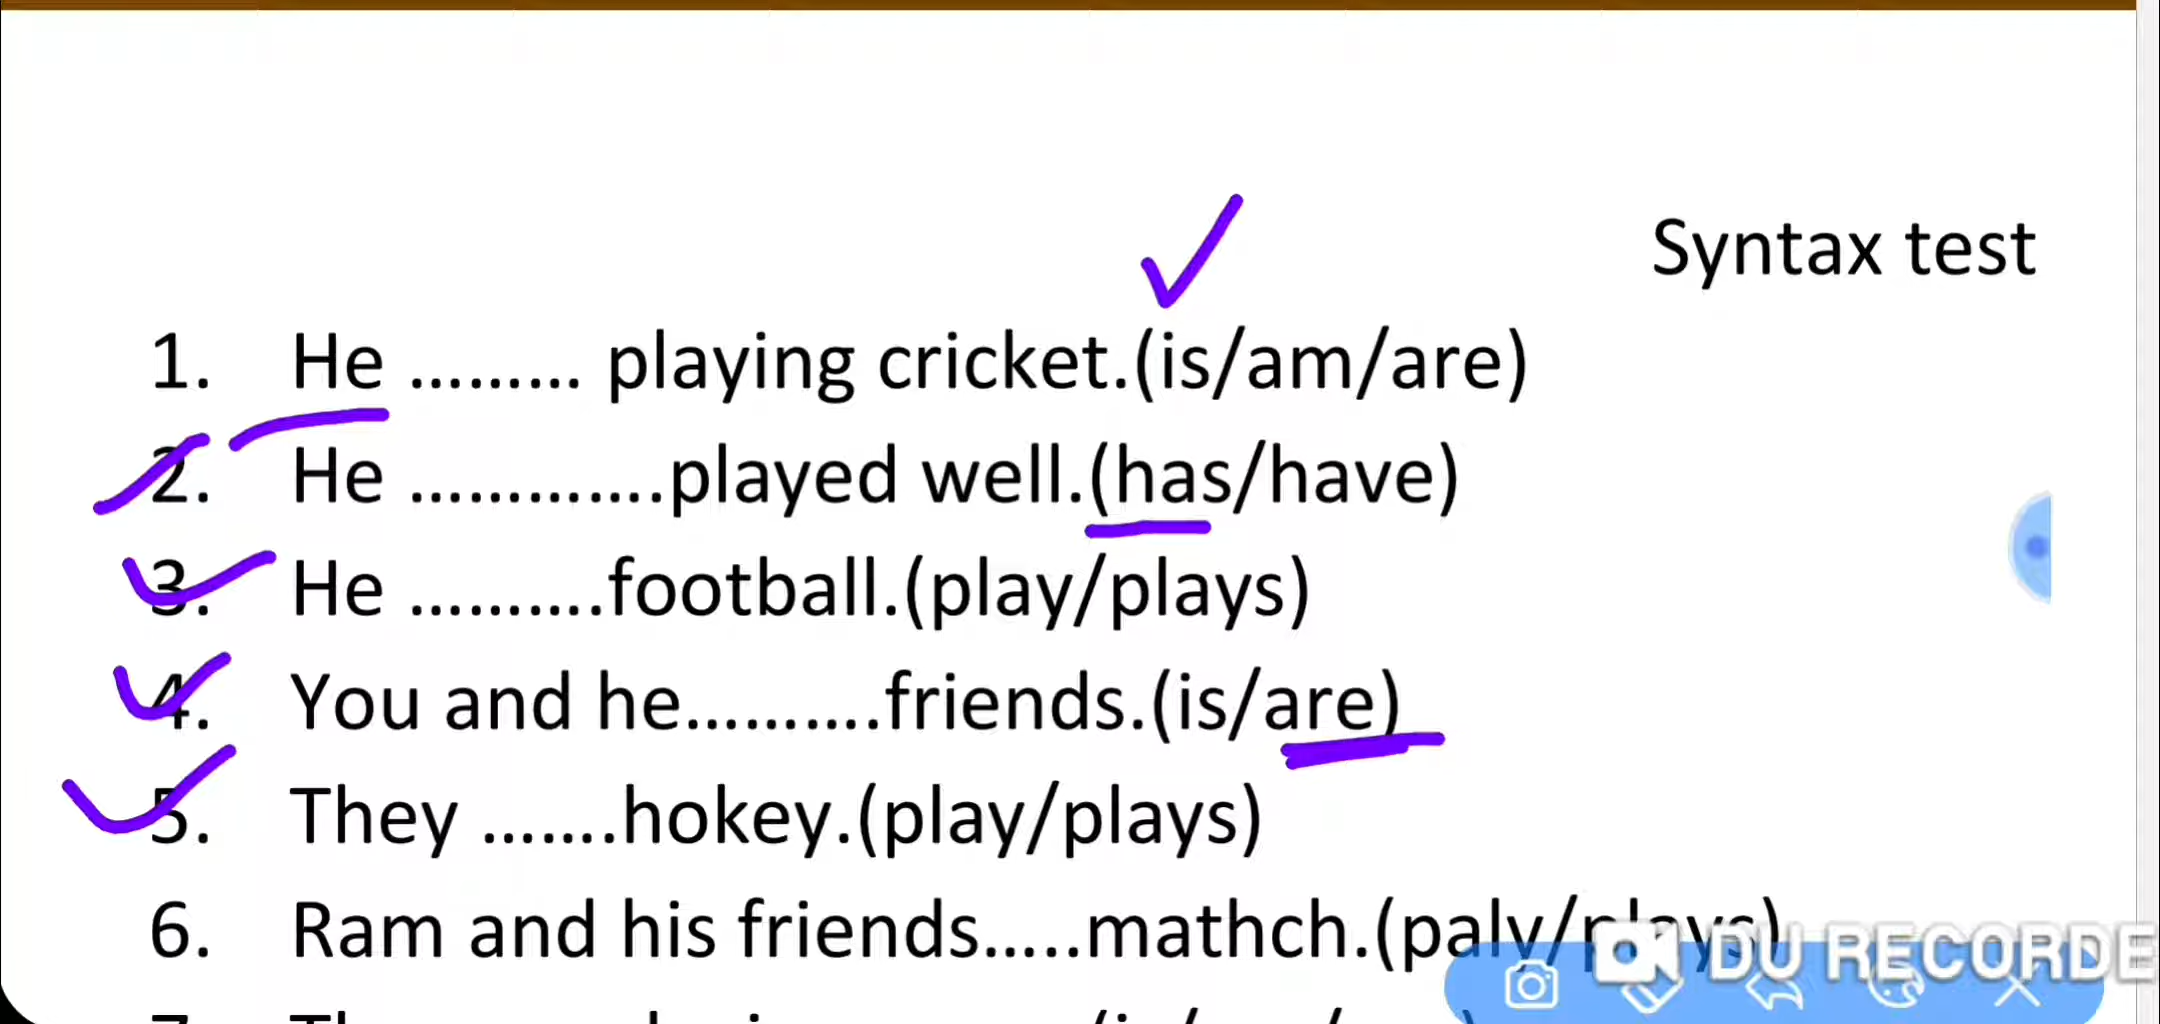 Syntax test
1. He ......... playing cricket.(is/am/are)
2. He .............played well.(has/have)
3. He ..........football.(play/plays)
4. You and he..........friends.(is/are)
5. They .......hokey.(play/plays)
6. Ram and his friends.....mathch.(paly/plays)
DU RECORDE